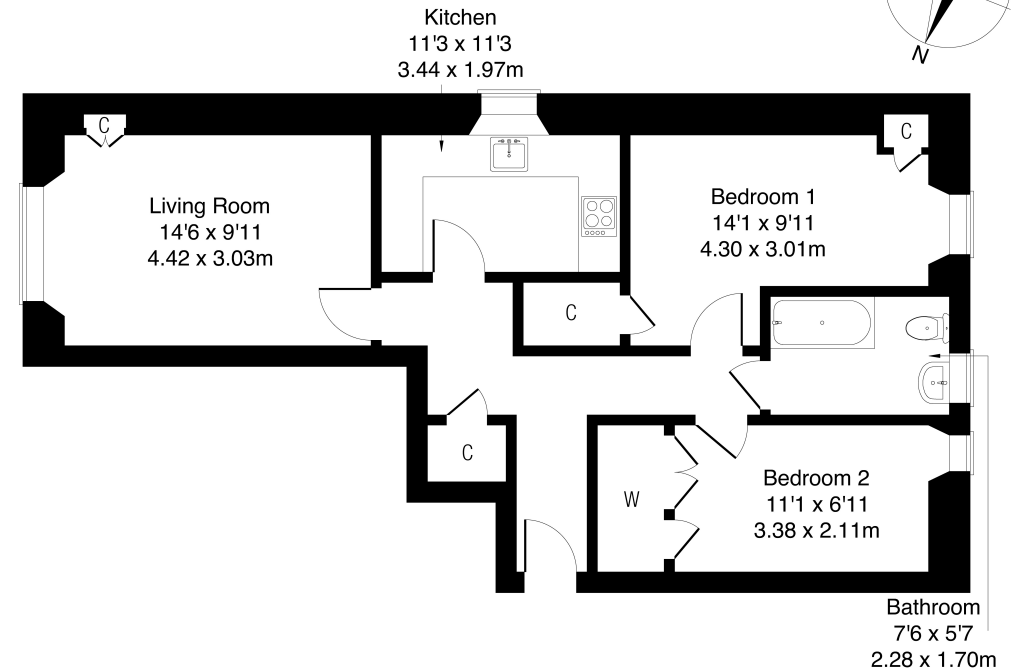 Kitchen
11'3 x 11'3
3.44 x 1.97m
N
C
C
Living Room
14'6 x 9'11
4.42 x 3.03m
Bedroom 1
14'1 x 9'11
4.30 x 3.01m
C
C
W
Bedroom 2
11'1 x 6'11
3.38 x 2.11m
Bathroom
7'6 x 5'7
2.28 x 1.70m